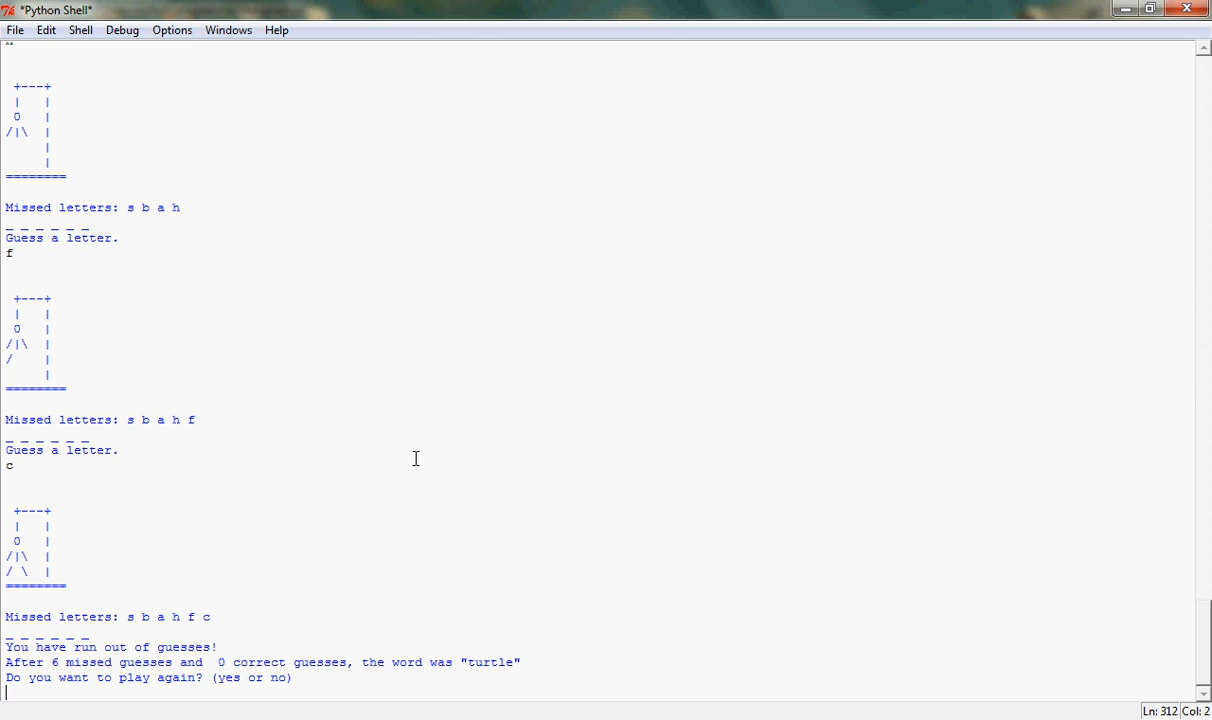 *Python Shell*
File Edit Shell Debug Options Windows Help
 +---+
 |   |
 O   |
/|\  |
     |
     |
========
Missed letters: s b a h
_ _ _ _ _ _
Guess a letter.
f
 +---+
 |   |
 O   |
/|\  |
/    |
     |
========
Missed letters: s b a h f
_ _ _ _ _ _
Guess a letter.
c
 +---+
 |   |
 O   |
/|\  |
/ \  |
========
Missed letters: s b a h f c
_ _ _ _ _ _
You have run out of guesses!
After 6 missed guesses and  0 correct guesses, the word was "turtle"
Do you want to play again? (yes or no)
Ln: 312 Col: 2